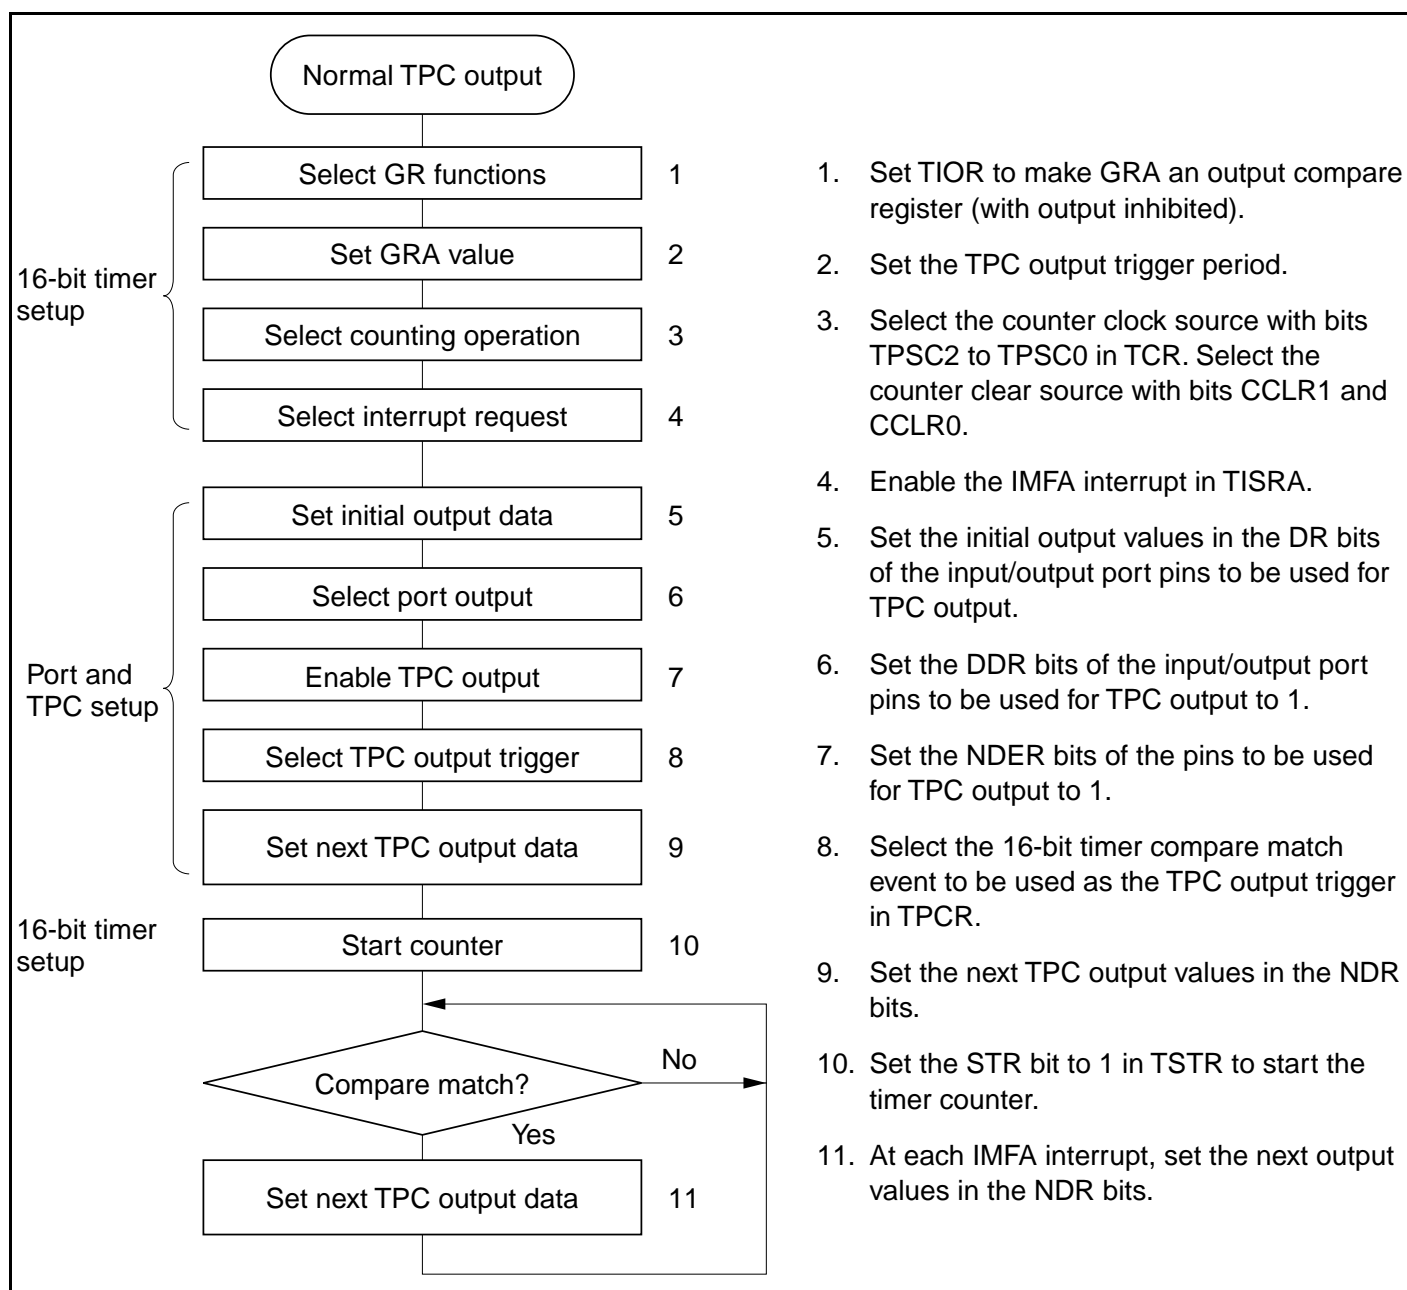 Normal TPC output
16-bit timer
setup
Select GR functions 1
Set GRA value 2
Select counting operation 3
Select interrupt request 4
Port and
TPC setup
Set initial output data 5
Select port output 6
Enable TPC output 7
Select TPC output trigger 8
Set next TPC output data 9
16-bit timer
setup
Start counter 10
Compare match?
No
Yes
Set next TPC output data 11
1. Set TIOR to make GRA an output compare
register (with output inhibited).
2. Set the TPC output trigger period.
3. Select the counter clock source with bits
TPSC2 to TPSC0 in TCR. Select the
counter clear source with bits CCLR1 and
CCLR0.
4. Enable the IMFA interrupt in TISRA.
5. Set the initial output values in the DR bits
of the input/output port pins to be used for
TPC output.
6. Set the DDR bits of the input/output port
pins to be used for TPC output to 1.
7. Set the NDER bits of the pins to be used
for TPC output to 1.
8. Select the 16-bit timer compare match
event to be used as the TPC output trigger
in TPCR.
9. Set the next TPC output values in the NDR
bits.
10. Set the STR bit to 1 in TSTR to start the
timer counter.
11. At each IMFA interrupt, set the next output
values in the NDR bits.